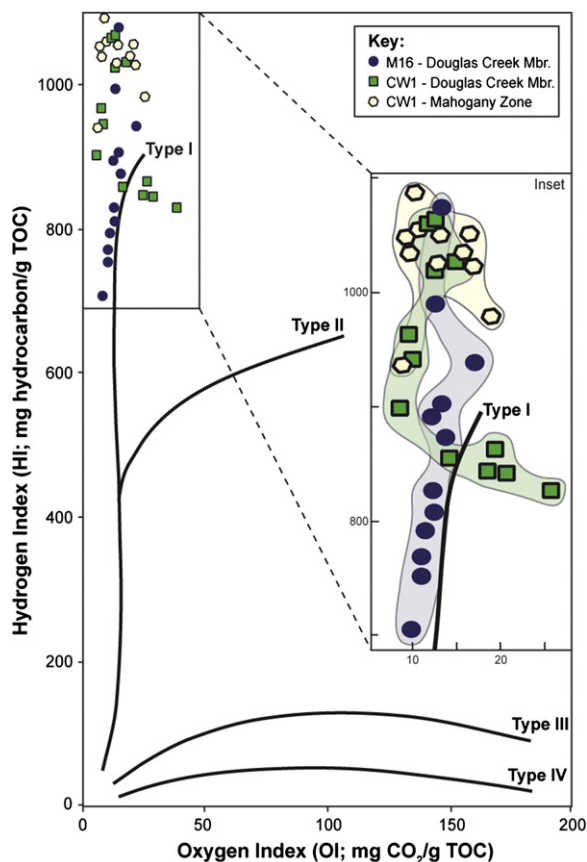 Key:
M16 - Douglas Creek Mbr.
CW1 - Douglas Creek Mbr.
CW1 - Mahogany Zone
Hydrogen Index (HI; mg hydrocarbon/g TOC)
1000
800
600
400
200
0
Type I
Type II
Type III
Type IV
Inset
1000
800
Type I
10
20
0
50
100
150
200
Oxygen Index (OI; mg CO2/g TOC)